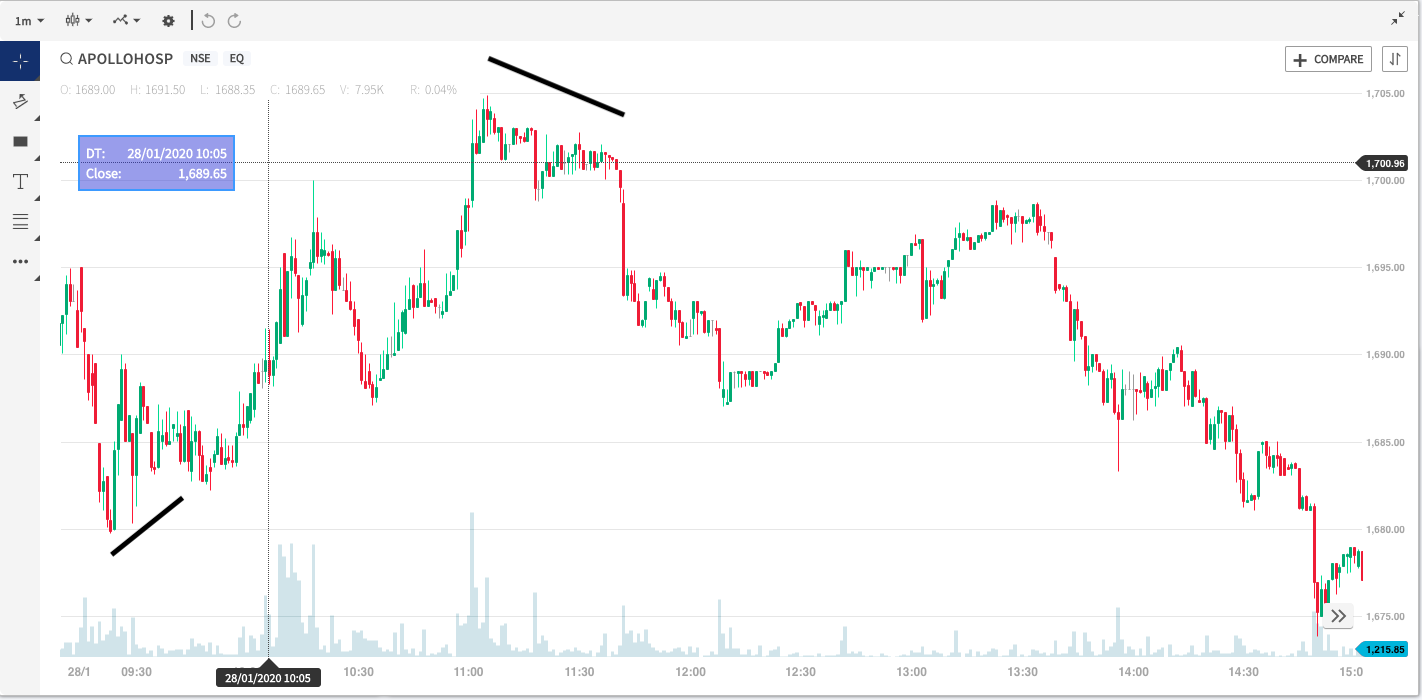 1m
APOLLOHOSP NSE EQ
COMPARE
O: 1689.00 H: 1691.50 L: 1688.35 C: 1689.65 V: 7.95K R: 0.04%
1,705.00
DT: 28/01/2020 10:05
Close: 1,689.65
1,700.96
1,700.00
1,695.00
1,690.00
1,685.00
1,680.00
1,675.00
1,215.85
28/1 09:30 10:30 11:00 11:30 12:00 12:30 13:00 13:30 14:00 14:30 15:0
28/01/2020 10:05